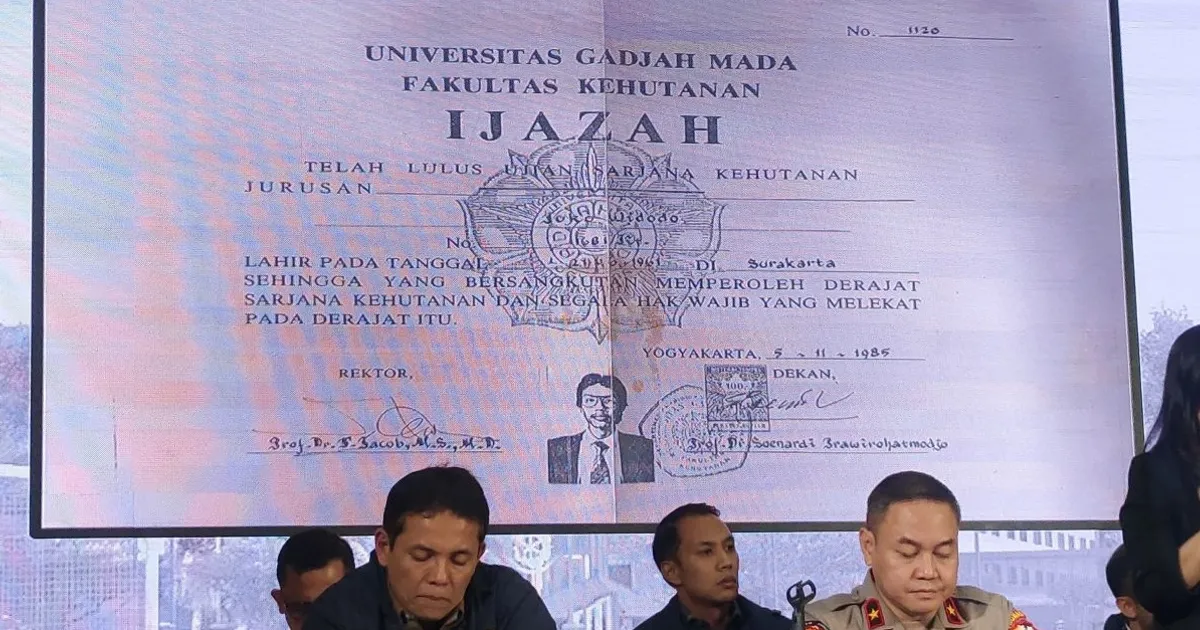 No. 1120
UNIVERSITAS GADJAH MADA
FAKULTAS KEHUTANAN
IJAZAH
TELAH LULUS UJIAN SARJANA KEHUTANAN
JURUSAN
Joko Widodo
No.
LAHIR PADA TANGGAL 1961 DI Surakarta
SEHINGGA YANG BERSANGKUTAN MEMPEROLEH DERAJAT
SARJANA KEHUTANAN DAN SEGALA HAK WAJIB YANG MELEKAT
PADA DERAJAT ITU.
YOGYAKARTA, 5 - 11 - 1985
REKTOR,
DEKAN,
100
Prof. Dr. T. Jacob, M.S., M.D.
Prof. Dr. Soenardi Prawirohatmodjo